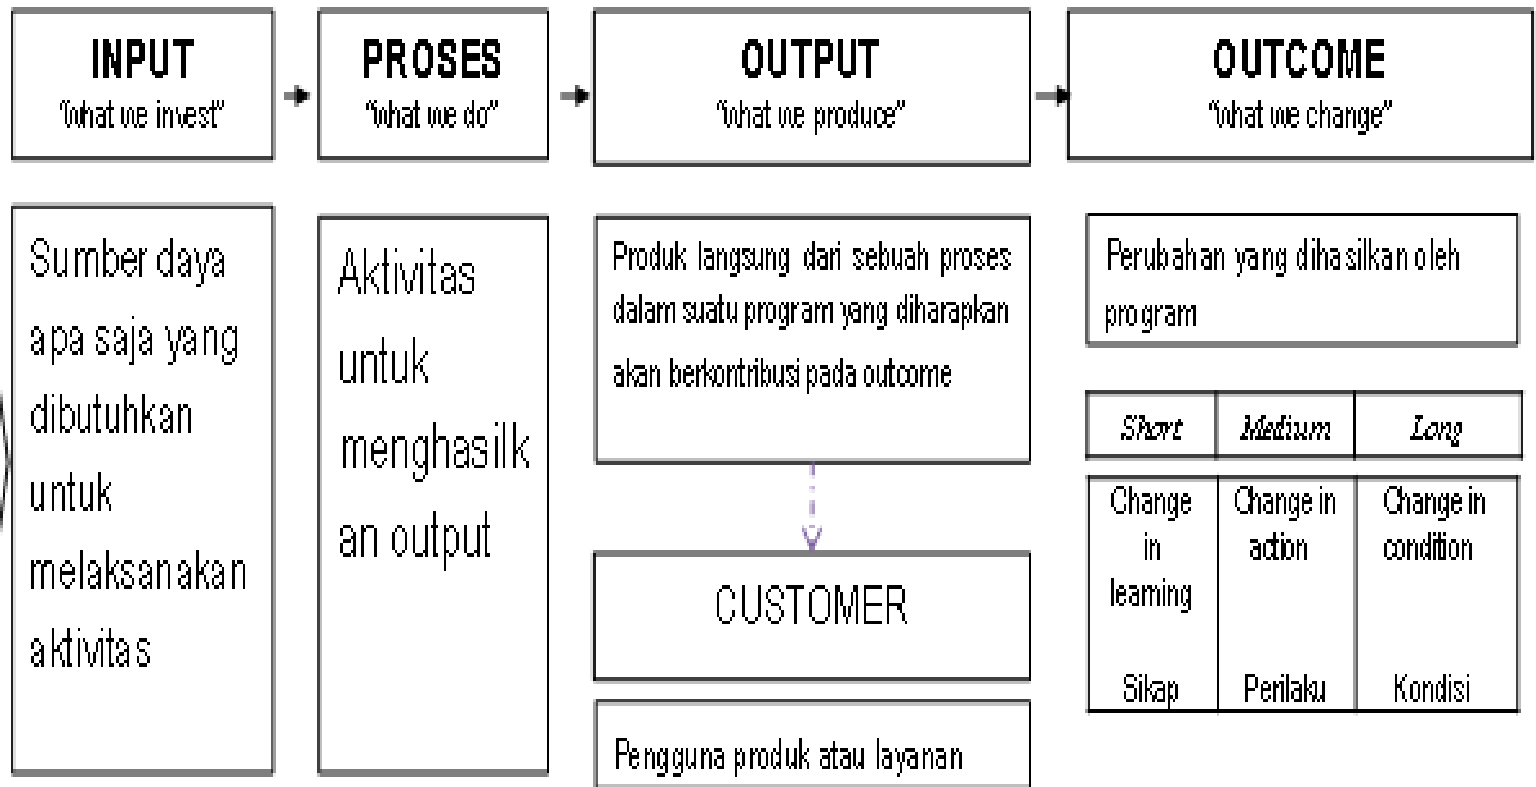 INPUT
"what we invest"
PROSES
"what we do"
OUTPUT
"what we produce"
OUTCOME
"what we change"
Sumber daya
apa saja yang
dibutuhkan
untuk
melaksanakan
aktivitas
Aktivitas
untuk
menghasilk
an output
Produk langsung dari sebuah proses
dalam suatu program yang diharapkan
akan berkontribusi pada outcome
CUSTOMER
Pengguna produk atau layanan
Perubahan yang dihasilkan oleh
program
Short
Medium
Long
Change
in
learning
Sikap
Change in
action
Perilaku
Change in
condition
Kondisi